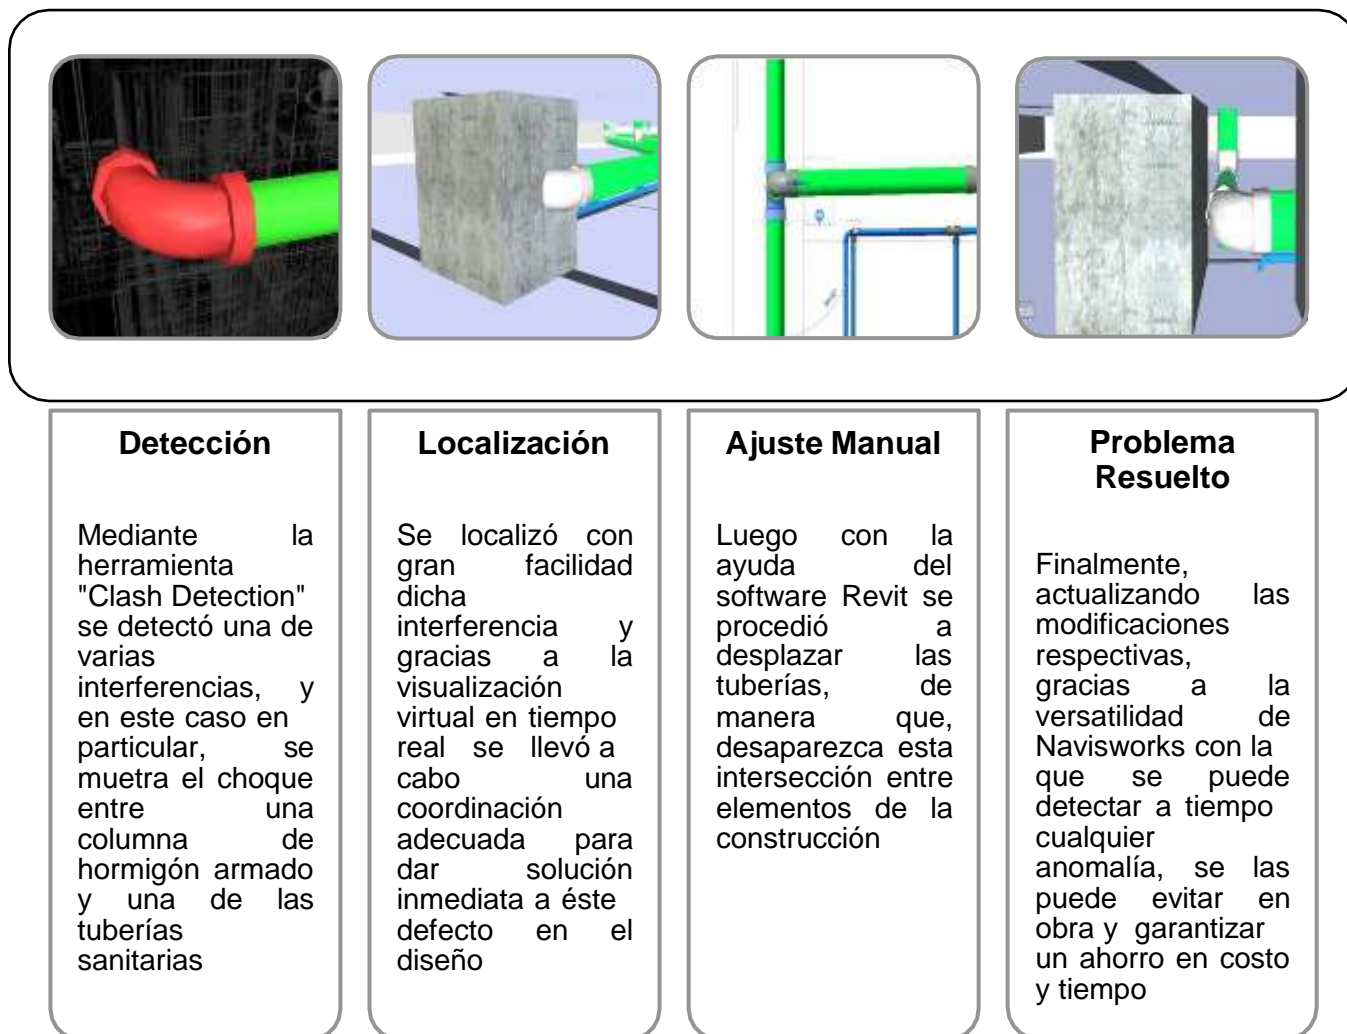 Detección
Mediante la
herramienta
"Clash Detection"
se detectó una de
varias
interferencias, y
en este caso en
particular, se
muetra el choque
entre una
columna de
hormigón armado
y una de las
tuberías
sanitarias
Localización
Se localizó con
gran facilidad
dicha
interferencia y
gracias a la
visualización
virtual en tiempo
real se llevó a
cabo una
coordinación
adecuada para
dar solución
inmediata a éste
defecto en el
diseño
Ajuste Manual
Luego con la
ayuda del
software Revit se
procedió a
desplazar las
tuberías, de
manera que,
desaparezca esta
intersección entre
elementos de la
construcción
Problema
Resuelto
Finalmente,
actualizando las
modificaciones
respectivas,
gracias a la
versatilidad de
Navisworks con la
que se puede
detectar a tiempo
cualquier
anomalía, se las
puede evitar en
obra y garantizar
un ahorro en costo
y tiempo